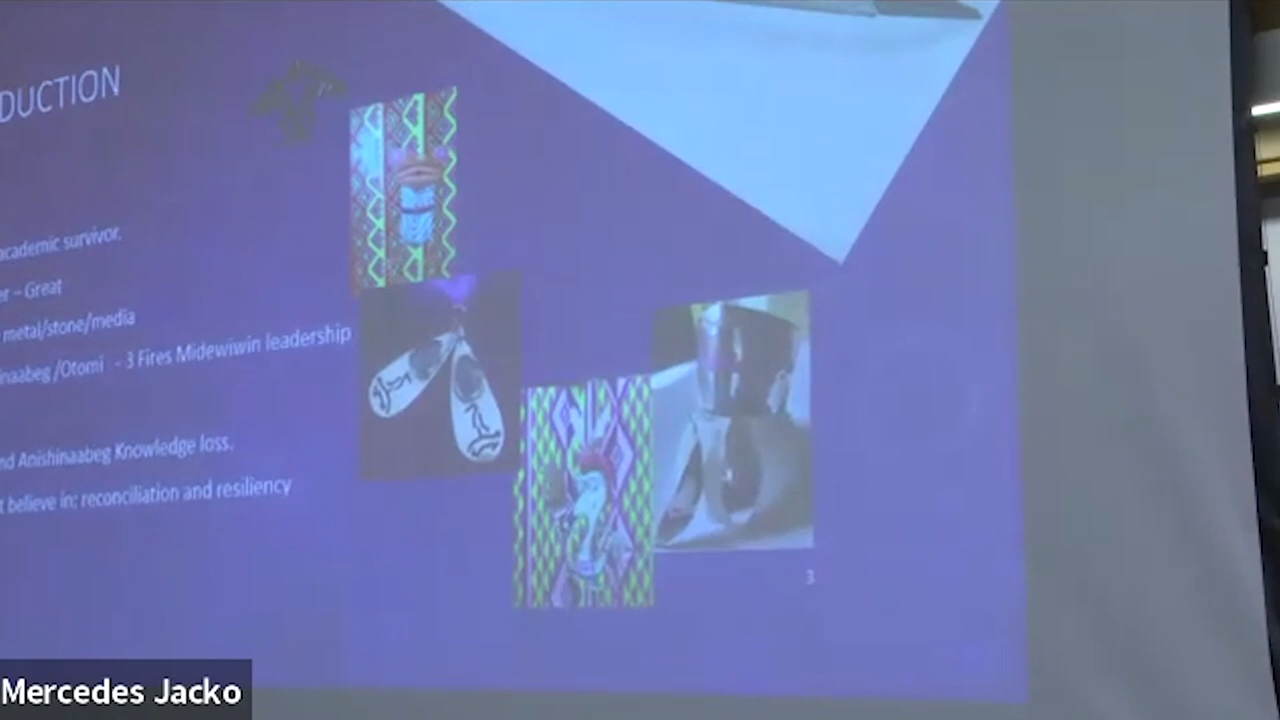 DUCTION
academic survivor.
er – Great
metal/stone/media
inaabeg /Otomi - 3 Fires Midewiwin leadership
nd Anishinaabeg Knowledge loss.
t believe in: reconciliation and resiliency
3
Mercedes Jacko